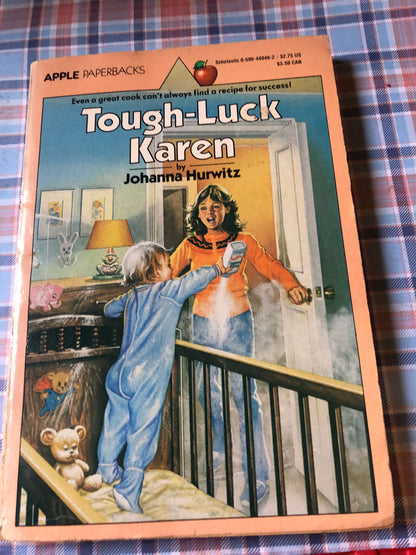 Scholastic 0-590-44046-2 / $2.75 US
$3.50 CAN
APPLE PAPERBACKS
Even a great cook can't always find a recipe for success!
Tough-Luck
Karen
by
Johanna Hurwitz